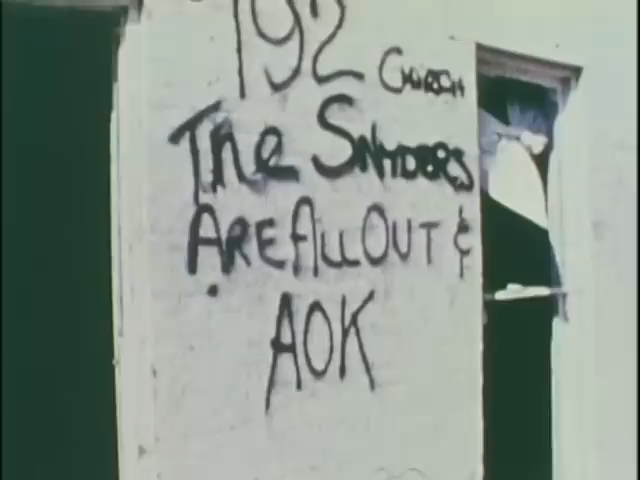 192 CHURCH
THE SNYDERS
ARE ALL OUT &
AOK